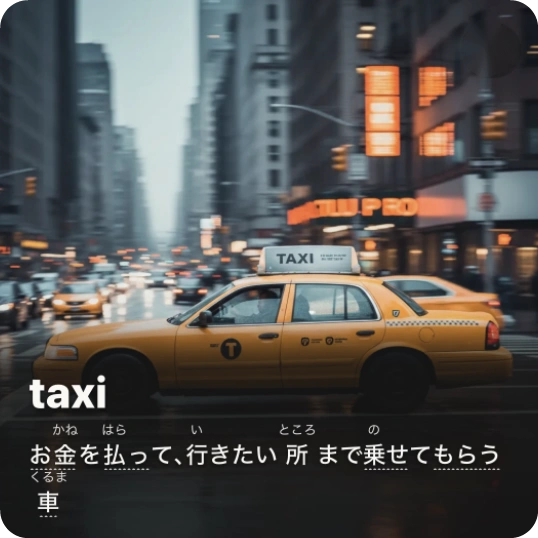 TAXI
T
taxi
かね はら い ところ の
お金を払って、行きたい所まで乗せてもらう
くるま
車